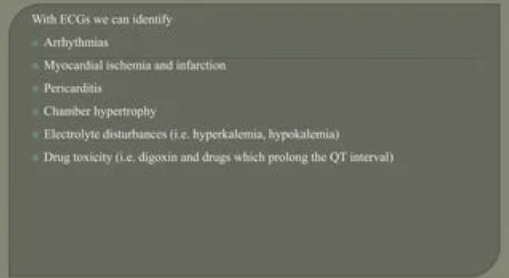 With ECGs we can identify
Arrhythmias
Myocardial ischemia and infarction
Pericarditis
Chamber hypertrophy
Electrolyte disturbances (i.e. hyperkalemia, hypokalemia)
Drug toxicity (i.e. digoxin and drugs which prolong the QT interval)